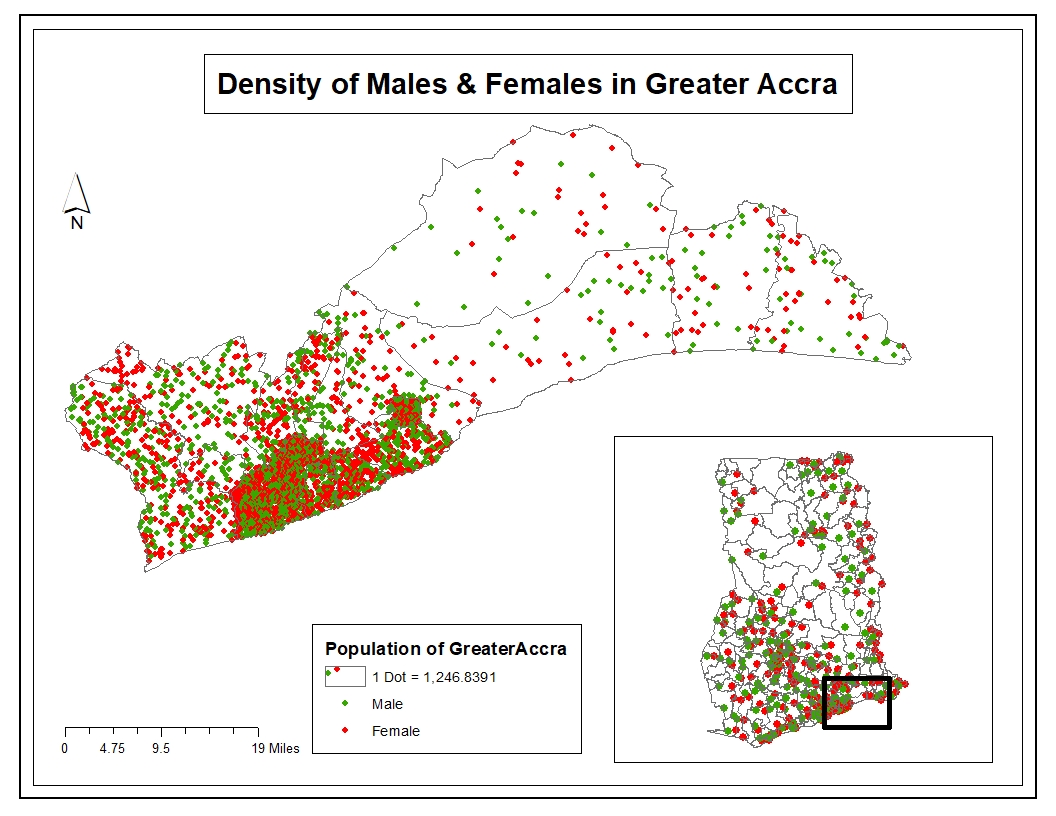 Density of Males & Females in Greater Accra
N
Population of GreaterAccra
1 Dot = 1,246.8391
Male
Female
0 4.75 9.5 19 Miles